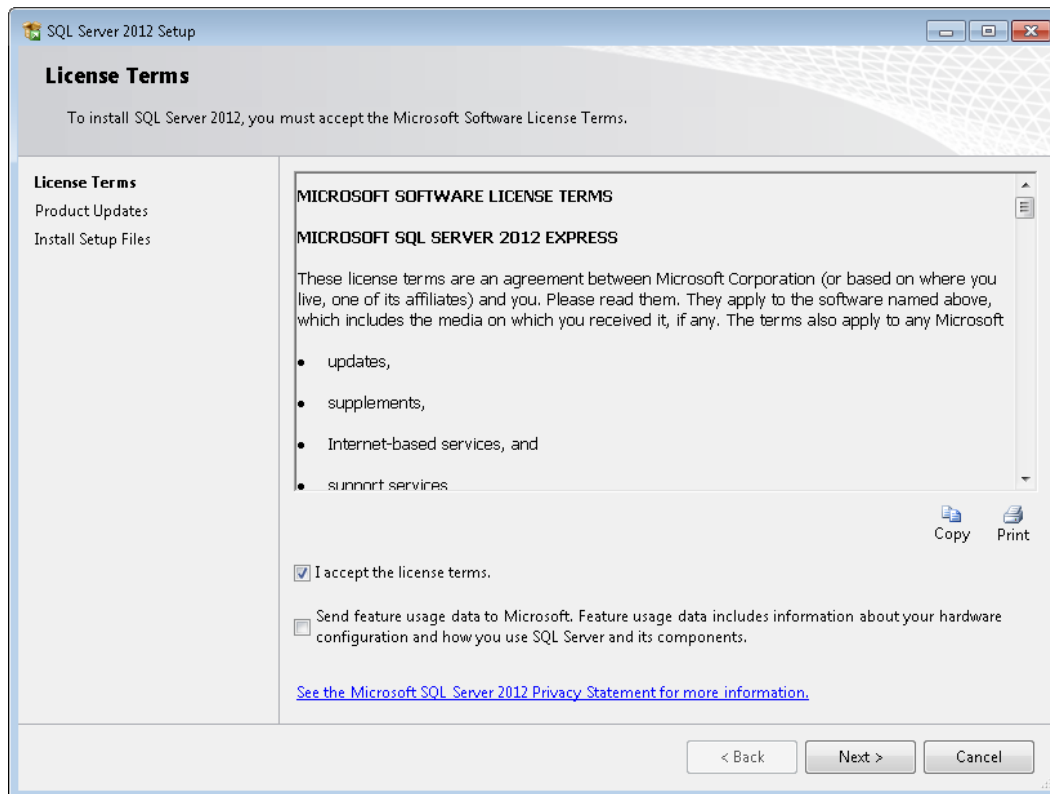 SQL Server 2012 Setup
License Terms
To install SQL Server 2012, you must accept the Microsoft Software License Terms.
License Terms
Product Updates
Install Setup Files
MICROSOFT SOFTWARE LICENSE TERMS
MICROSOFT SQL SERVER 2012 EXPRESS
These license terms are an agreement between Microsoft Corporation (or based on where you
live, one of its affiliates) and you. Please read them. They apply to the software named above,
which includes the media on which you received it, if any. The terms also apply to any Microsoft
• updates,
• supplements,
• Internet-based services, and
• support services
Copy Print
I accept the license terms.
Send feature usage data to Microsoft. Feature usage data includes information about your hardware
configuration and how you use SQL Server and its components.
See the Microsoft SQL Server 2012 Privacy Statement for more information.
< Back Next > Cancel